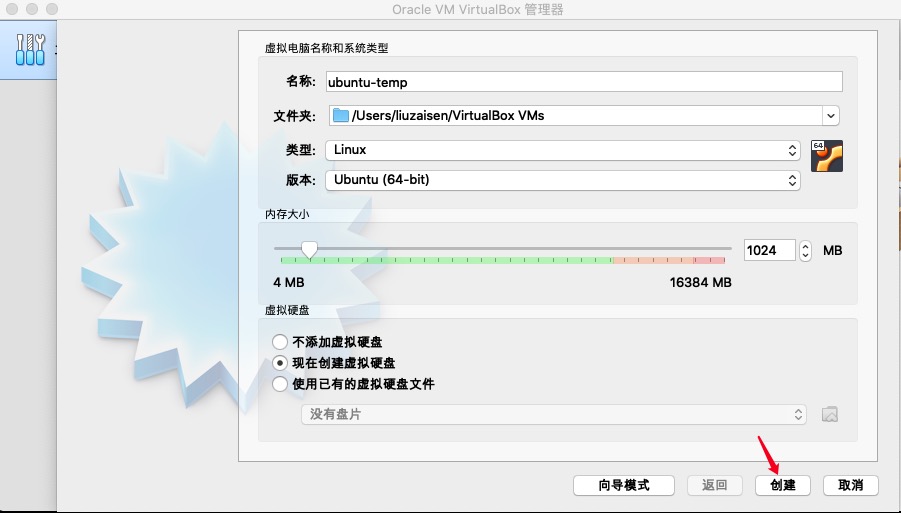 Oracle VM VirtualBox 管理器
虚拟电脑名称和系统类型
名称: ubuntu-temp
文件夹: /Users/liuzaisen/VirtualBox VMs
类型: Linux
64
版本: Ubuntu (64-bit)
内存大小
1024 MB
4 MB 16384 MB
虚拟硬盘
不添加虚拟硬盘
现在创建虚拟硬盘
使用已有的虚拟硬盘文件
没有盘片
向导模式 返回 创建 取消